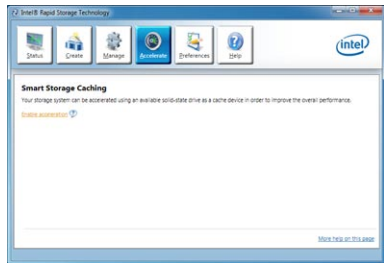 Intel® Rapid Storage Technology
Status
Create
Manage
Accelerate
Preferences
Help
intel
Smart Storage Caching
Your storage system can be accelerated using an available solid-state drive as a cache device in order to improve the overall performance.
Enable acceleration
More help on this page